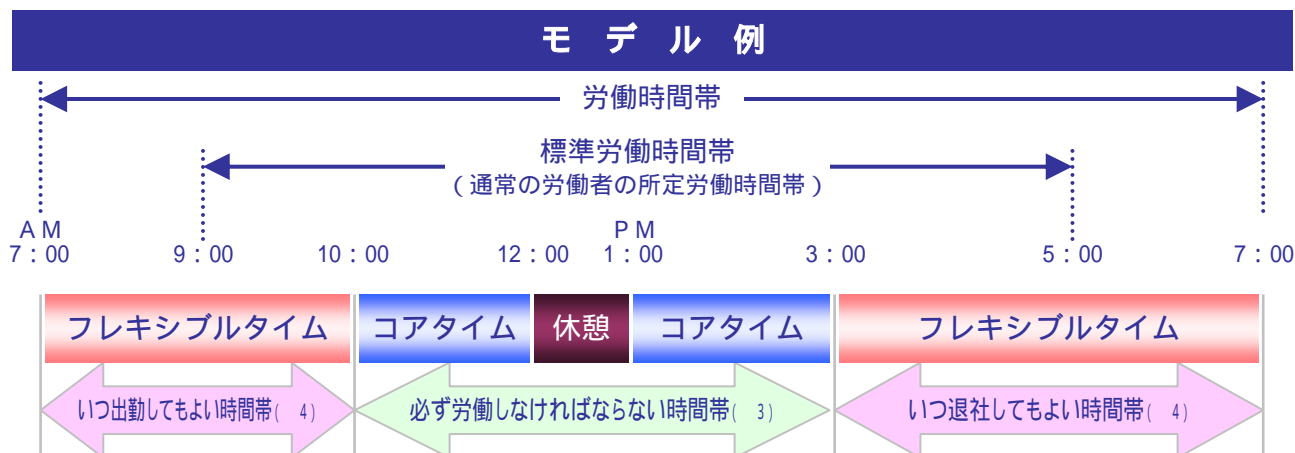 モデル例
労働時間帯
標準労働時間帯
(通常の労働者の所定労働時間帯)
AM PM
7:00 9:00 10:00 12:00 1:00 3:00 5:00 7:00
フレキシブルタイム コアタイム 休憩 コアタイム フレキシブルタイム
いつ出勤してもよい時間帯( 4) 必ず労働しなければならない時間帯( 3) いつ退社してもよい時間帯( 4)